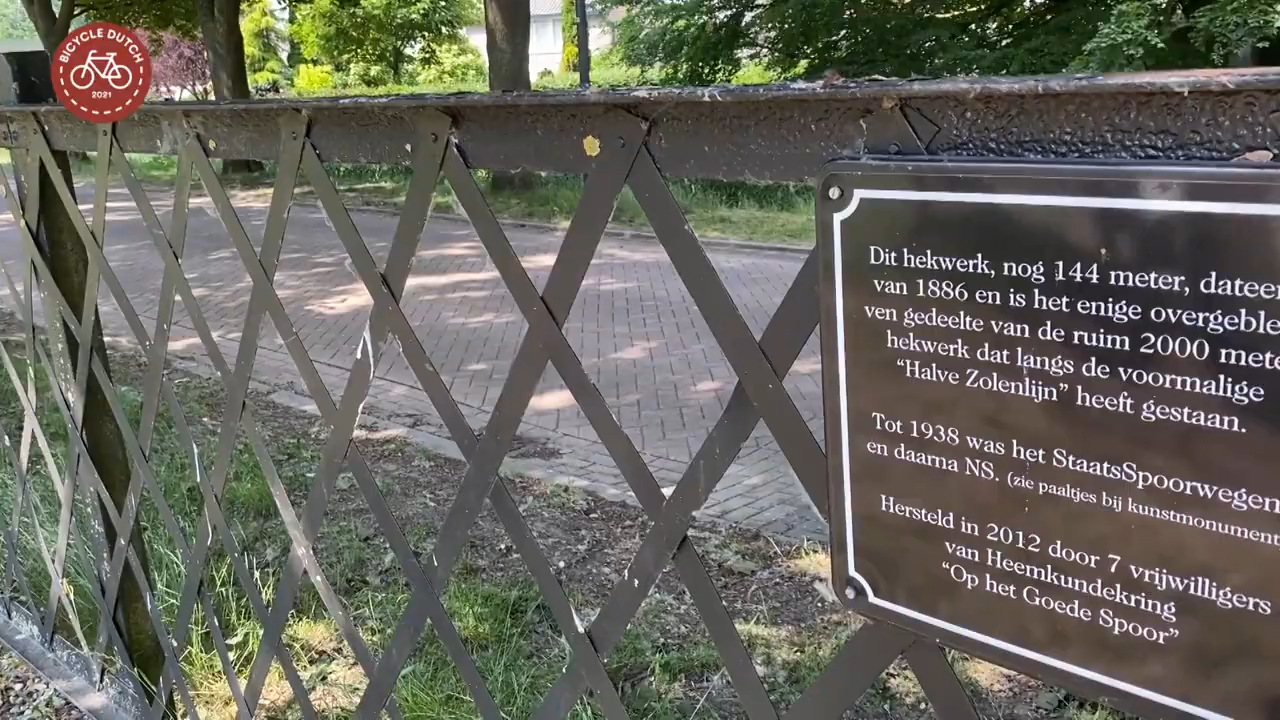 BICYCLE DUTCH
2021
Dit hekwerk, nog 144 meter, dateer
van 1886 en is het enige overgeble
ven gedeelte van de ruim 2000 mete
hekwerk dat langs de voormalige
“Halve Zolenlijn” heeft gestaan.
Tot 1938 was het StaatsSpoorwegen
en daarna NS. (zie paaltjes bij kunstmonument
Hersteld in 2012 door 7 vrijwilligers
van Heemkundekring
“Op het Goede Spoor”